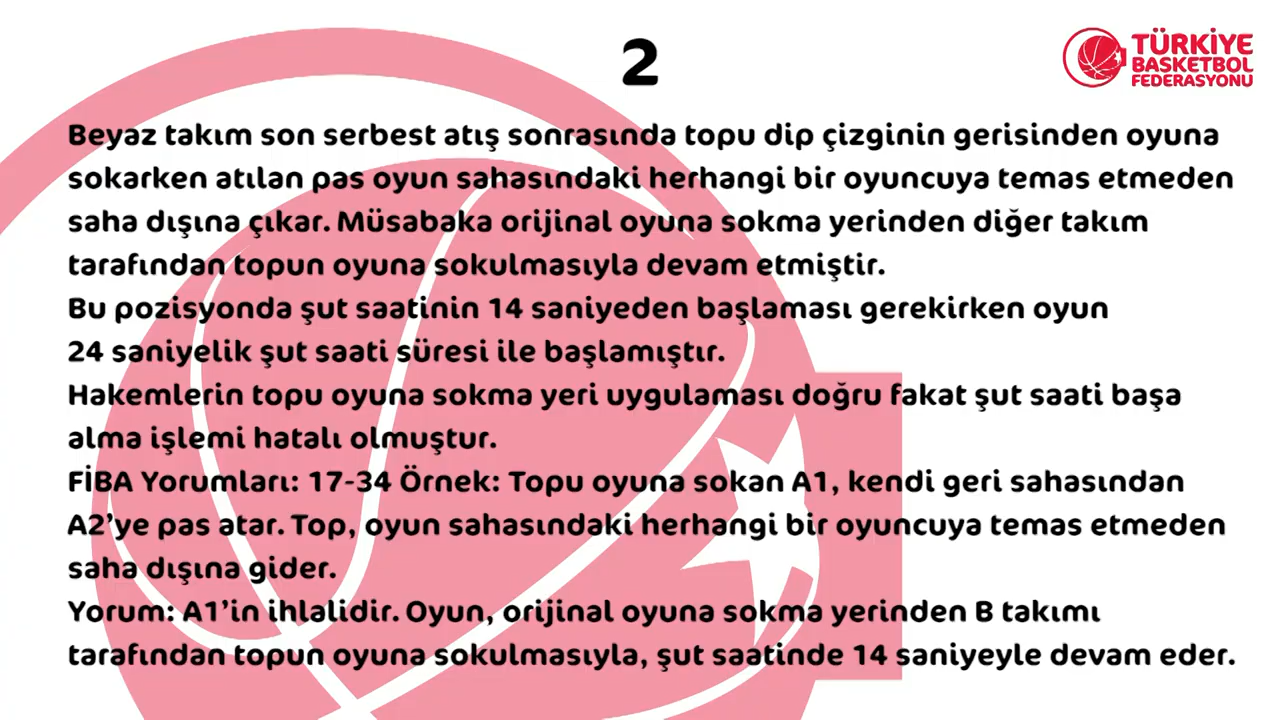 2
TÜRKİYE
BASKETBOL
FEDERASYONU
Beyaz takım son serbest atış sonrasında topu dip çizginin gerisinden oyuna
sokarken atılan pas oyun sahasındaki herhangi bir oyuncuya temas etmeden
saha dışına çıkar. Müsabaka orijinal oyuna sokma yerinden diğer takım
tarafından topun oyuna sokulmasıyla devam etmiştir.
Bu pozisyonda şut saatinin 14 saniyeden başlaması gerekirken oyun
24 saniyelik şut saati süresi ile başlamıştır.
Hakemlerin topu oyuna sokma yeri uygulaması doğru fakat şut saati başa
alma işlemi hatalı olmuştur.
FİBA Yorumları: 17-34 Örnek: Topu oyuna sokan A1, kendi geri sahasından
A2’ye pas atar. Top, oyun sahasındaki herhangi bir oyuncuya temas etmeden
saha dışına gider.
Yorum: A1’in ihlalidir. Oyun, orijinal oyuna sokma yerinden B takımı
tarafından topun oyuna sokulmasıyla, şut saatinde 14 saniyeyle devam eder.